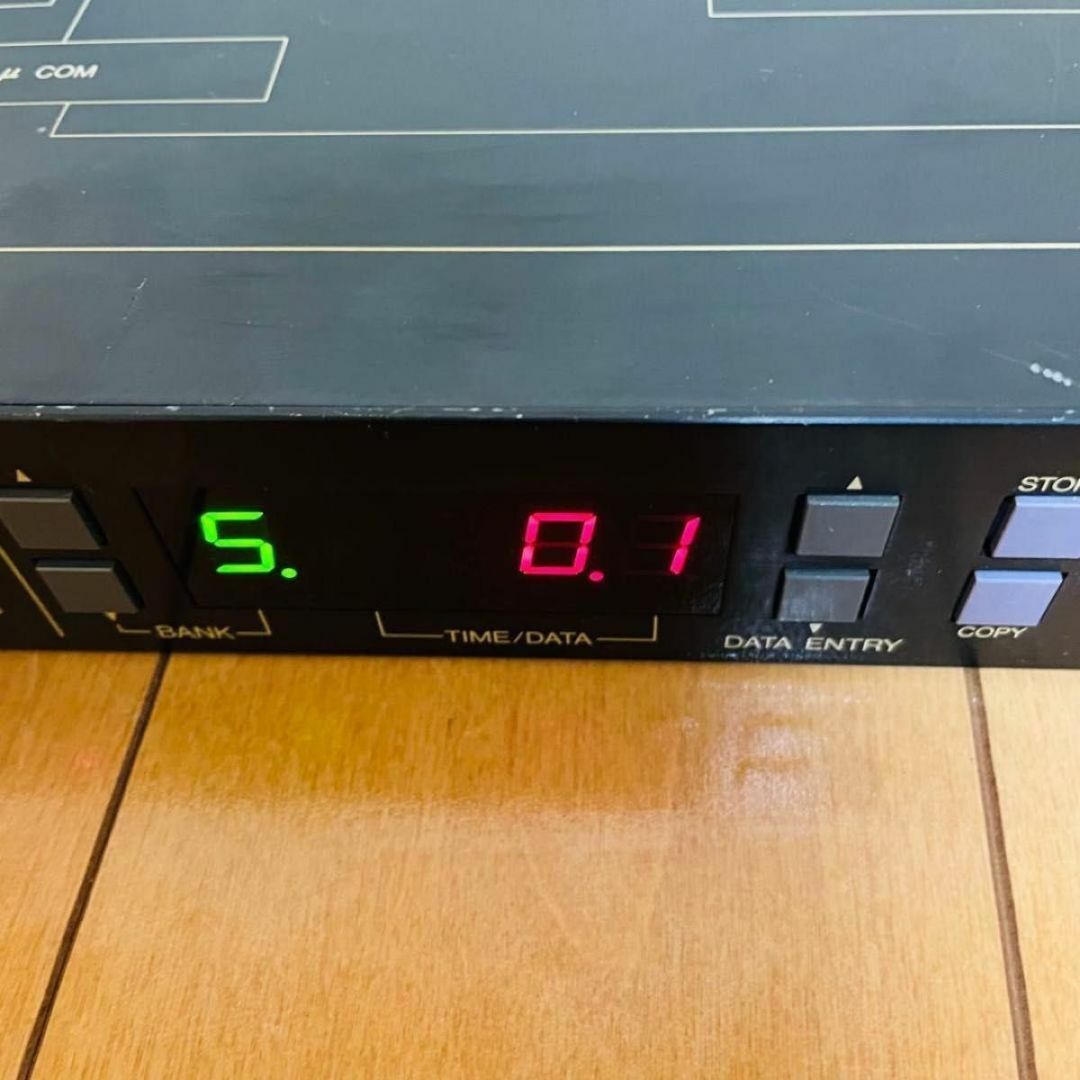 μ COM
5. 0.1
BANK
TIME/DATA
DATA ENTRY
COPY